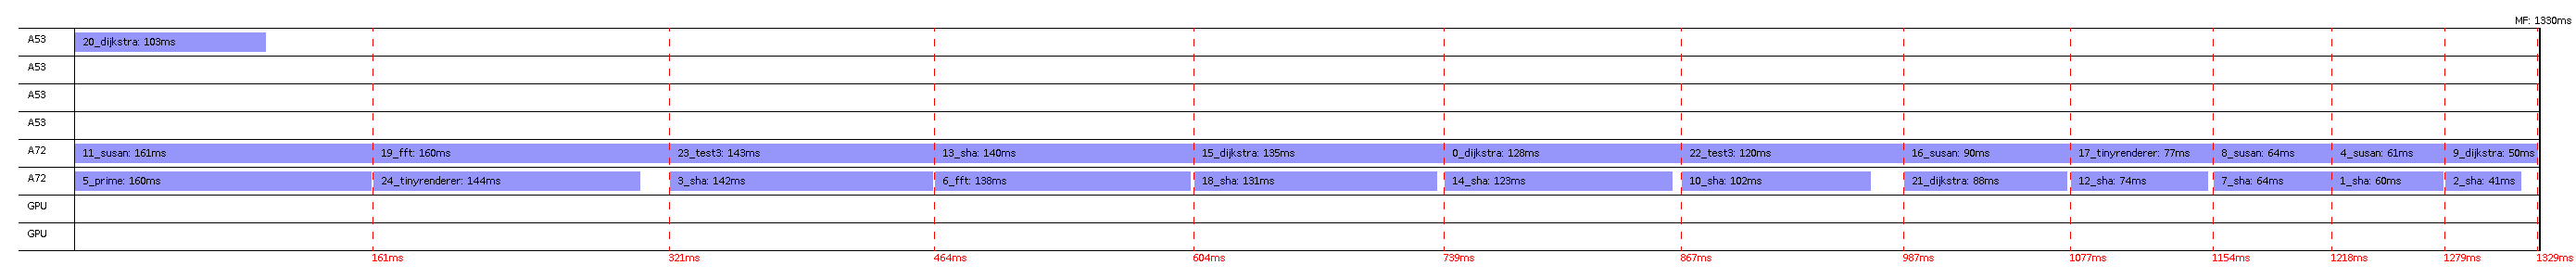 MF: 1330ms
A53 20_dijkstra: 103ms
A53
A53
A53
A72 11_susan: 161ms 19_fft: 160ms 23_test3: 143ms 13_sha: 140ms 15_dijkstra: 135ms 0_dijkstra: 128ms 22_test3: 120ms 16_susan: 90ms 17_tinyrenderer: 77ms 8_susan: 64ms 4_susan: 61ms 9_dijkstra: 50ms
A72 5_prime: 160ms 24_tinyrenderer: 144ms 3_sha: 142ms 6_fft: 138ms 18_sha: 131ms 14_sha: 123ms 10_sha: 102ms 21_dijkstra: 88ms 12_sha: 74ms 7_sha: 64ms 1_sha: 60ms 2_sha: 41ms
GPU
GPU
161ms 321ms 464ms 604ms 739ms 867ms 987ms 1077ms 1154ms 1218ms 1279ms 1329ms